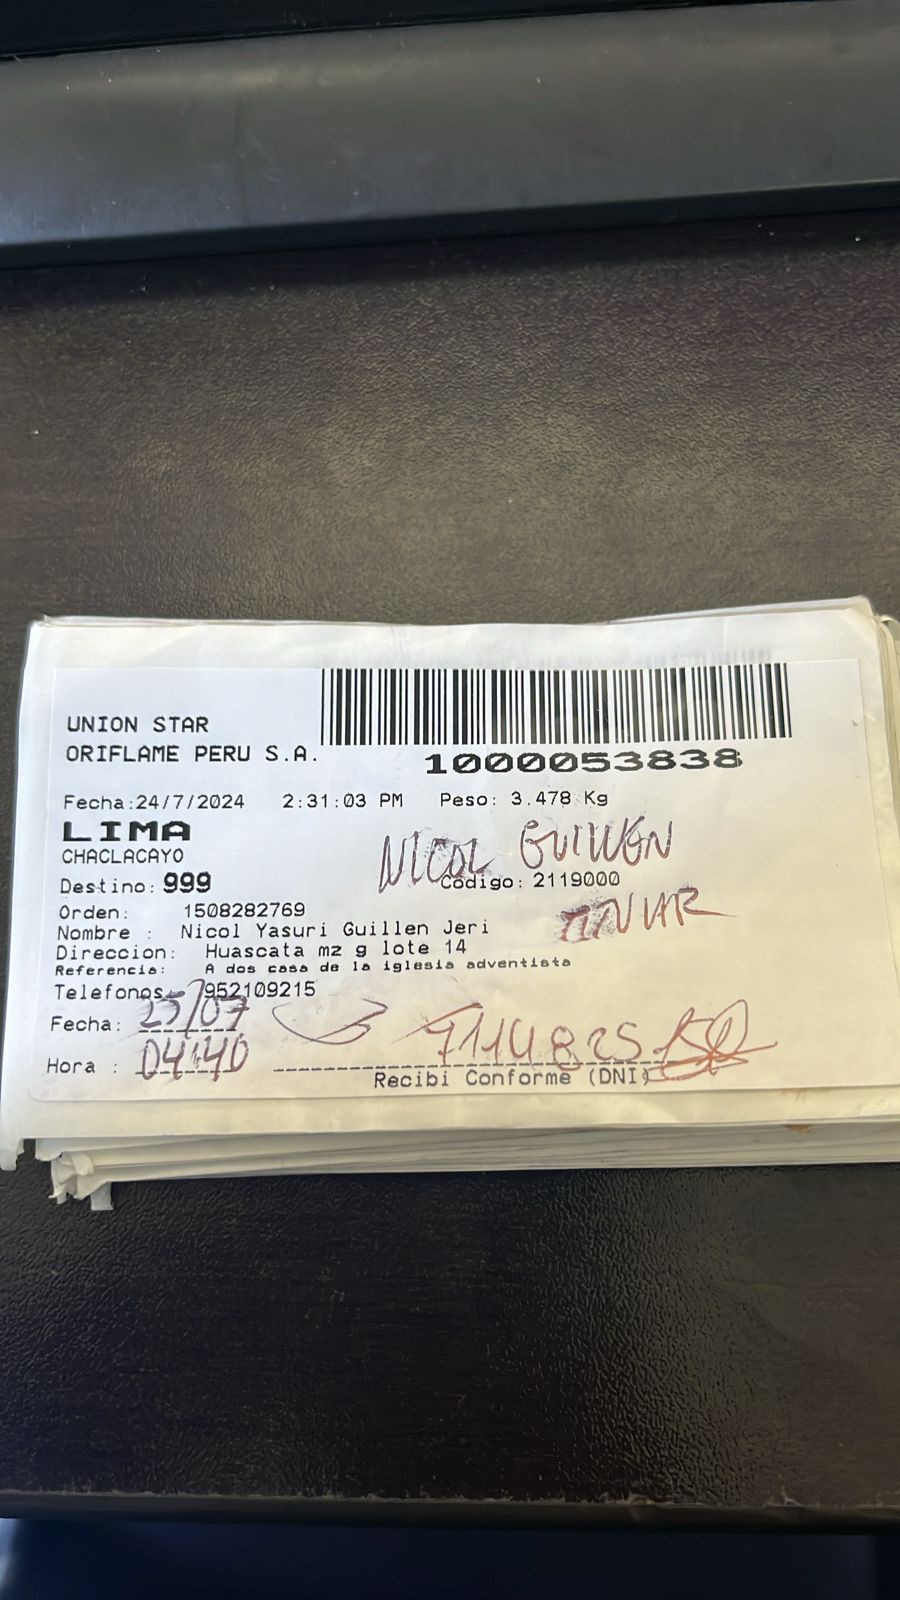 UNION STAR
ORIFLAME PERU S.A.
1000053838
Fecha:24/7/2024 2:31:03 PM Peso: 3.478 Kg
LIMA
CHACLACAYO
NICOL GUILLEN
Destino: 999 Codigo: 2119000
Orden: 1508282769
TITULAR
Nombre : Nicol Yasuri Guillen Jeri
Direccion: Huascata mz g lote 14
Referencia: A dos casa de la iglesia adventista
Telefonos 952109215
Fecha: 25/07
Hora : 04:40
Recibi Conforme (DNI)